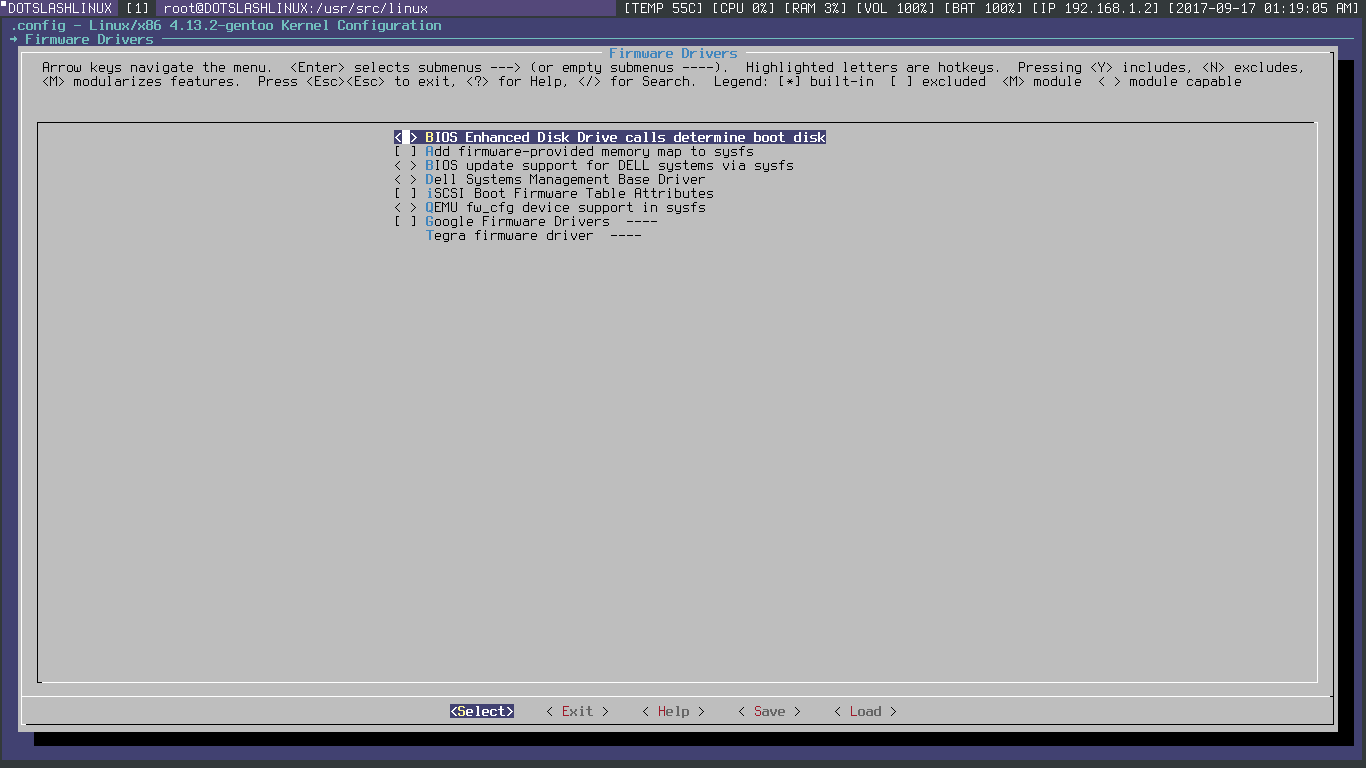 DOTSLASHLINUX [1] root@DOTSLASHLINUX:/usr/src/linux [TEMP 55C] [CPU 0%] [RAM 3%] [VOL 100%] [BAT 100%] [IP 192.168.1.2] [2017-09-17 01:19:05 AM]
.config - Linux/x86 4.13.2-gentoo Kernel Configuration
→ Firmware Drivers
Firmware Drivers
Arrow keys navigate the menu.  <Enter> selects submenus ---> (or empty submenus ----).  Highlighted letters are hotkeys.  Pressing <Y> includes, <N> excludes,
<M> modularizes features.  Press <Esc><Esc> to exit, <?> for Help, </> for Search.  Legend: [*] built-in  [ ] excluded  <M> module  < > module capable
< > BIOS Enhanced Disk Drive calls determine boot disk
[ ] Add firmware-provided memory map to sysfs
< > BIOS update support for DELL systems via sysfs
< > Dell Systems Management Base Driver
[ ] iSCSI Boot Firmware Table Attributes
< > QEMU fw_cfg device support in sysfs
[ ] Google Firmware Drivers  ----
Tegra firmware driver  ----
<Select>    < Exit >    < Help >    < Save >    < Load >